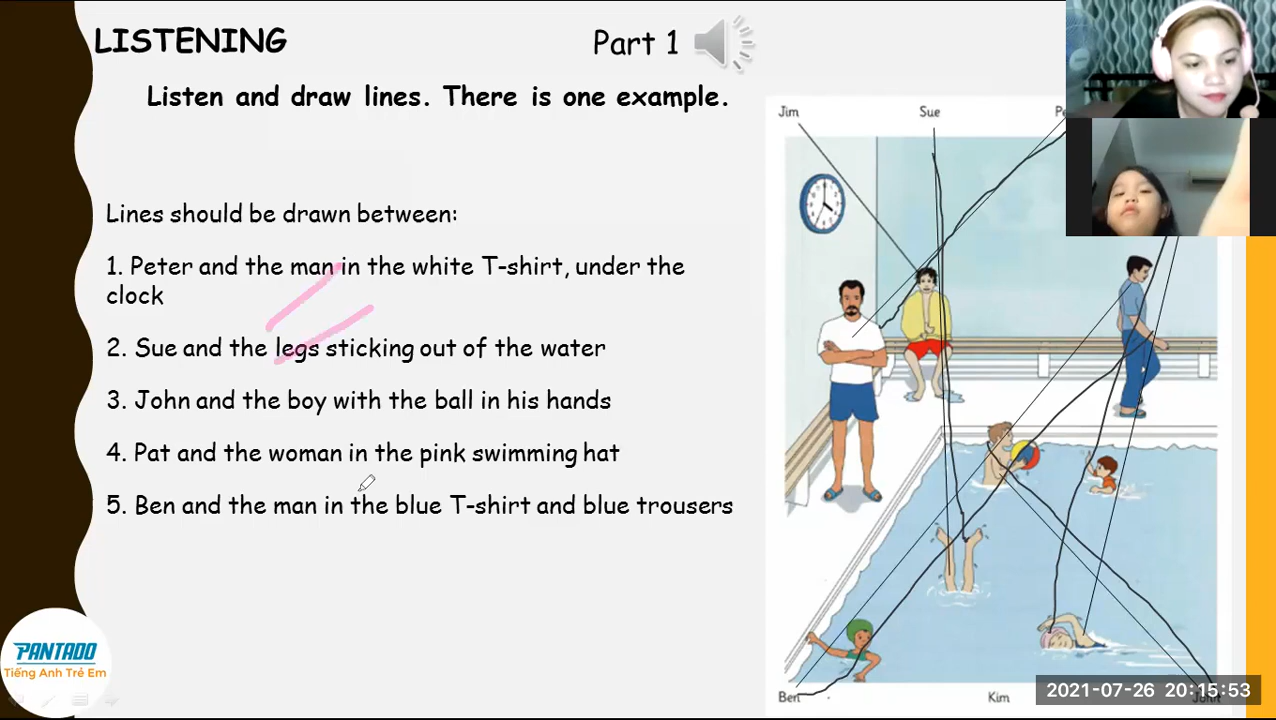 LISTENING
Part 1
Listen and draw lines. There is one example.
Jim
Sue
Lines should be drawn between:
1. Peter and the man in the white T-shirt, under the
clock
2. Sue and the legs sticking out of the water
3. John and the boy with the ball in his hands
4. Pat and the woman in the pink swimming hat
5. Ben and the man in the blue T-shirt and blue trousers
PANTADO
Tiếng Anh Trẻ Em
Ben
Kim
2021-07-26 20:15:53